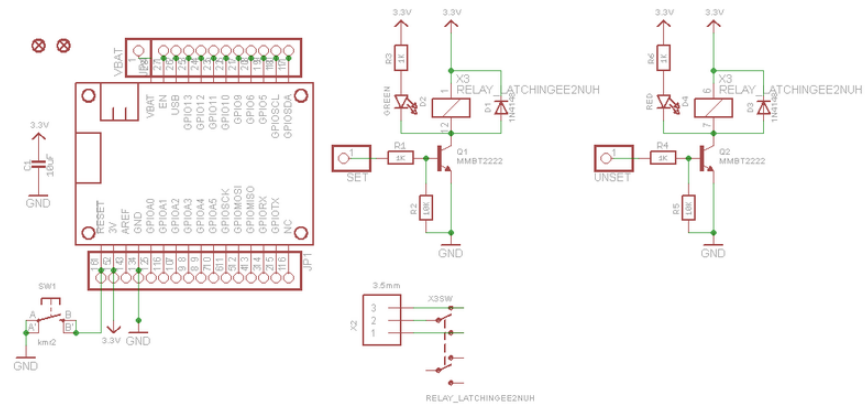 3.3V
3.3V
3.3V
3.3V
VBAT
1
R3
1K
X3
RELAY_LATCHINGEE2NUH
1
12
GREEN
D2
D1
1N4148
R6
1K
X3
RELAY_LATCHINGEE2NUH
6
7
RED
D4
D3
1N4148
VBAT
EN
USB
GPIO13
GPIO12
GPIO11
GPIO10
GPIO9
GPIO6
GPIO5
GPIOSCL
GPIOSDA
3.3V
C1
10uF
GND
1
SET
R1
1K
Q1
MMBT2222
R2
10K
GND
1
UNSET
R4
1K
Q2
MMBT2222
R5
10K
GND
RESET
3V
AREF
GND
GPIOA0
GPIOA1
GPIOA2
GPIOA3
GPIOA4
GPIOA5
GPIOSCK
GPIOMOSI
GPIOMISO
GPIORX
GPIOTX
NC
JP1
SW1
A
A'
B
B'
kmr2
GND
3.3V
GND
3.5mm
X2
3
2
1
X3SW
RELAY_LATCHINGEE2NUH